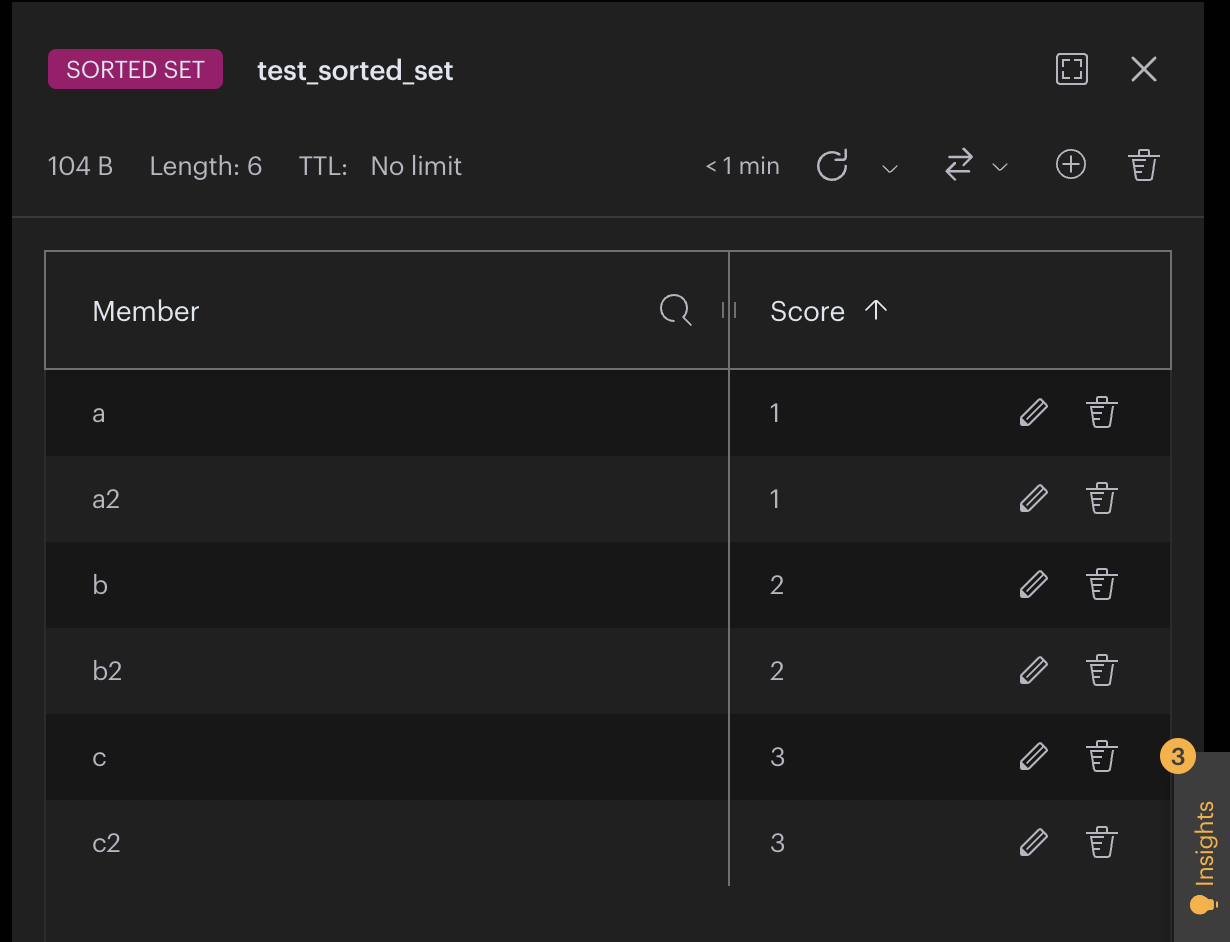 SORTED SET test_sorted_set
104 B Length: 6 TTL: No limit < 1 min
Member Score
a 1
a2 1
b 2
b2 2
c 3
c2 3
3
Insights